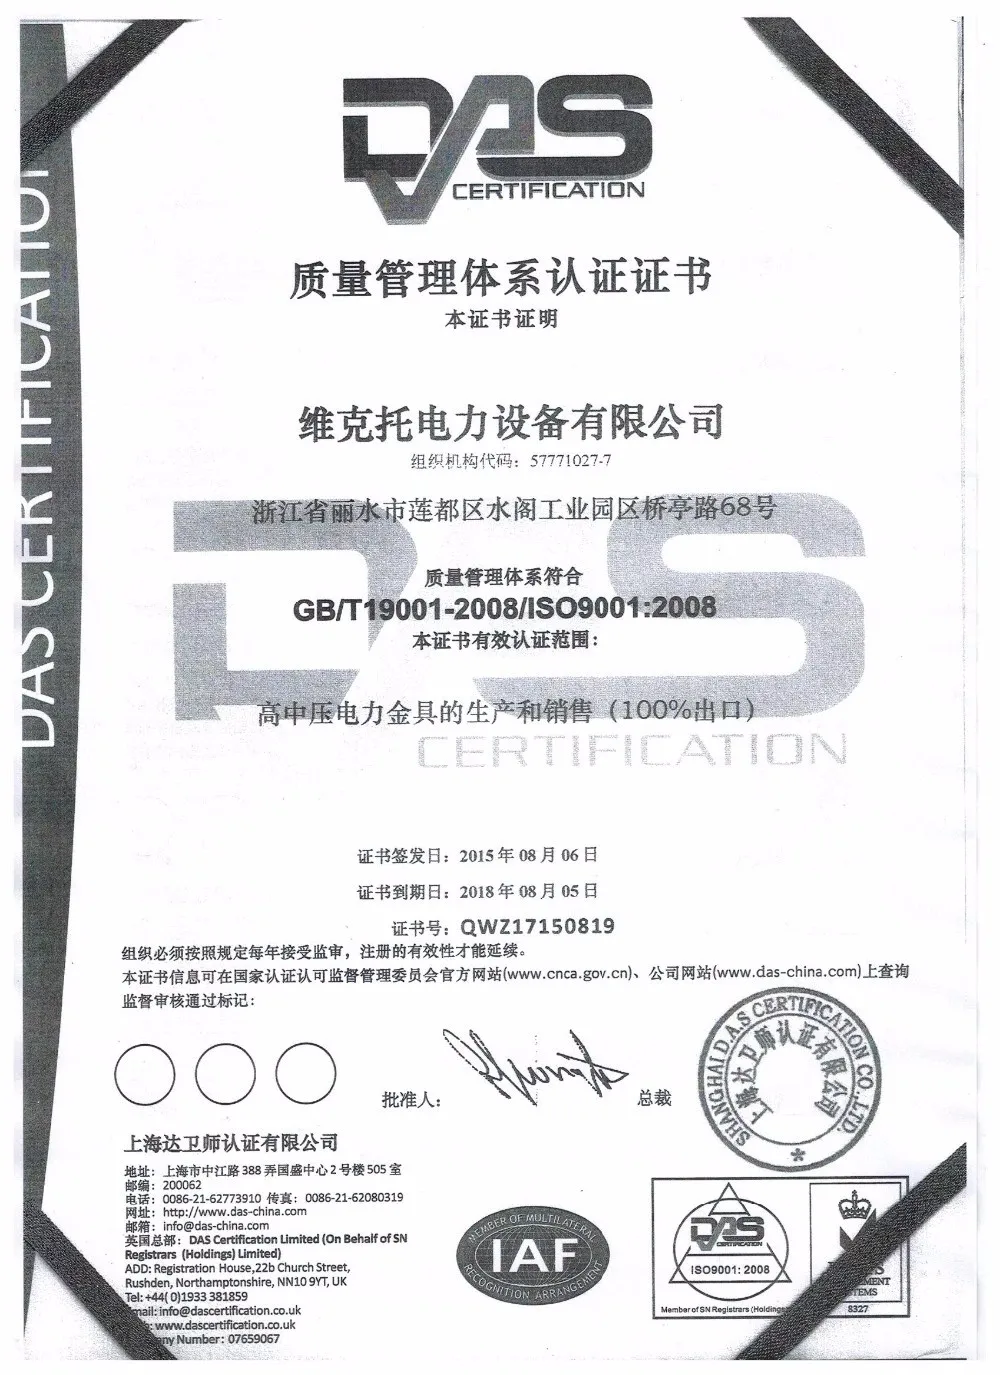 DAS
CERTIFICATION
DAS CERTIFICATION
质量管理体系认证证书
本证书证明
维克托电力设备有限公司
组织机构代码：57771027-7
浙江省丽水市莲都区水阁工业园区桥亭路68号
质量管理体系符合
GB/T19001-2008/ISO9001:2008
本证书有效认证范围：
高中压电力金具的生产和销售（100%出口）
CERTIFICATION
证书签发日：2015年08月06日
证书到期日：2018年08月05日
证书号：QWZ17150819
组织必须按照规定每年接受监审，注册的有效性才能延续。
本证书信息可在国家认证认可监督管理委员会官方网站(www.cnca.gov.cn)、公司网站(www.das-china.com)上查询
监督审核通过标记：
批准人：
总裁
SHANGHAI D.A.S CERTIFICATION CO.,LTD.
上海达卫师认证有限公司
上海达卫师认证有限公司
地址：上海市中江路388弄国盛中心2号楼505室
邮编：200062
电话：0086-21-62773910 传真：0086-21-62080319
网址：http://www.das-china.com
邮箱：info@das-china.com
英国总部：DAS Certification Limited (On Behalf of SN
Registrars (Holdings) Limited)
ADD: Registration House,22b Church Street,
Rushden, Northamptonshire, NN10 9YT, UK
Tel: +44( 0)1933 381859
mail: info@dascertification.co.uk
: www.dascertification.co.uk
ny Number: 07659067
MEMBER OF MULTILATERAL
IAF
RECOGNITION ARRANGEMENT
DAS
CERTIFICATION
ISO9001: 2008
Member of SN Registrars (Holdings
8327